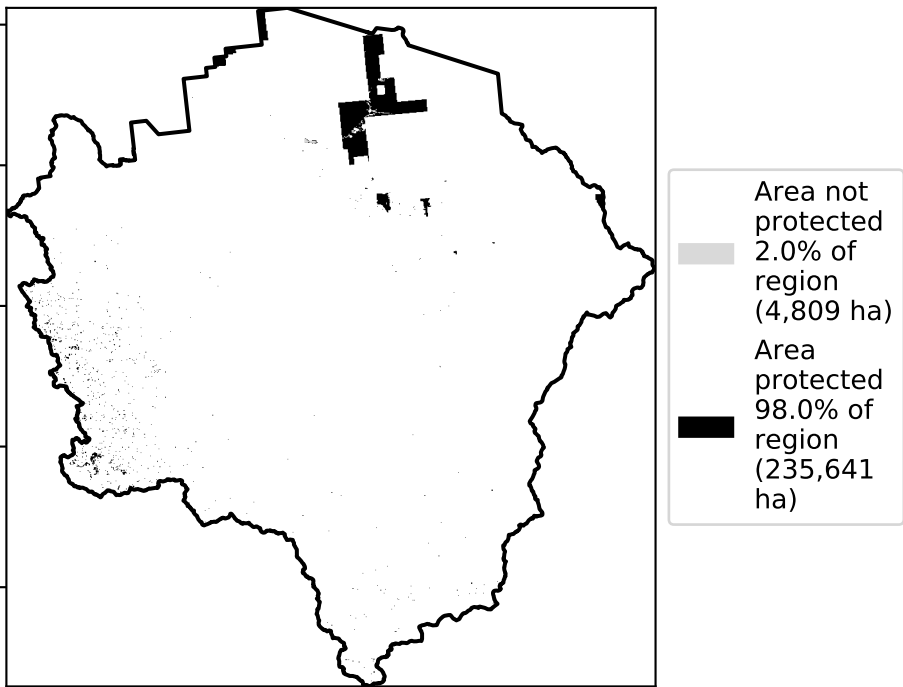 Area not
protected
2.0% of
region
(4,809 ha)
Area
protected
98.0% of
region
(235,641
ha)